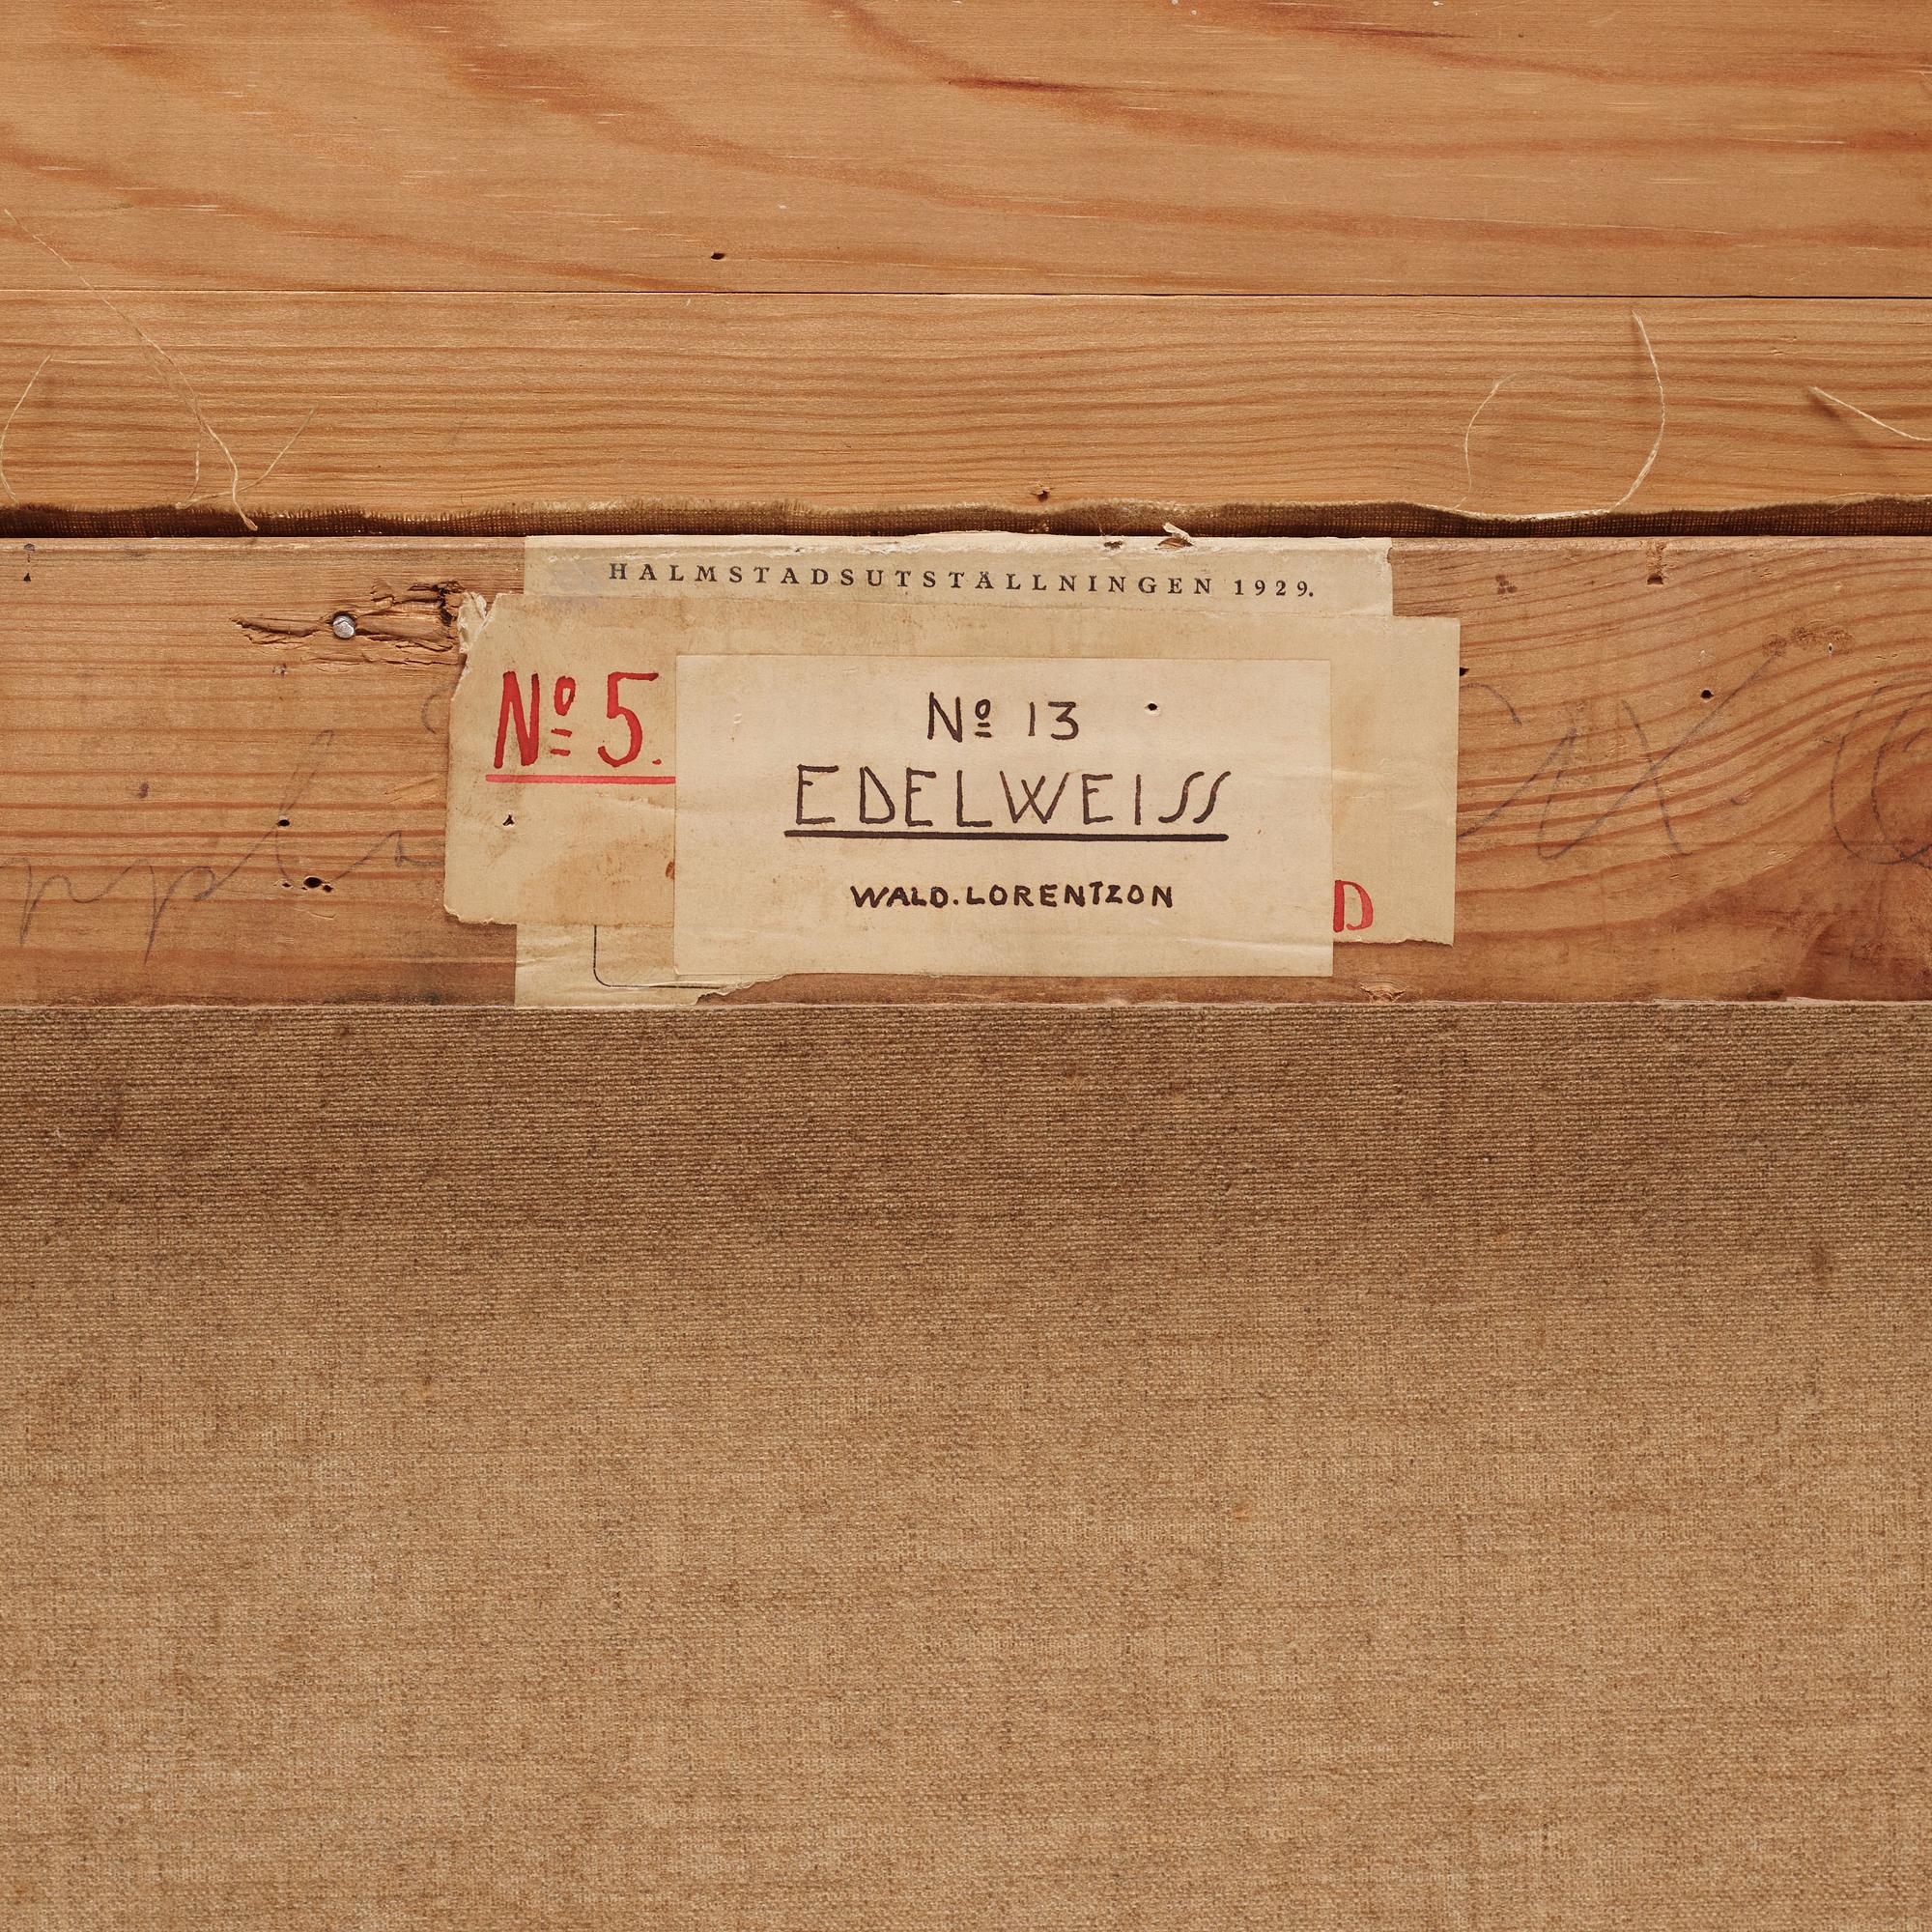 HALMSTADSUTSTÄLLNINGEN 1929.
Nº 5.
Nº 13
EDELWEISS
WALD. LORENTZON
D